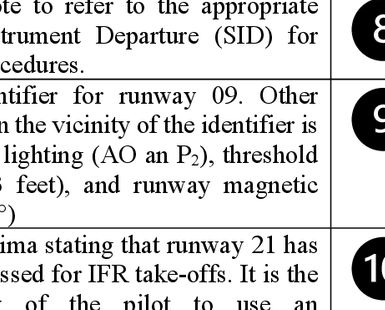 ote to refer to the appropriate
trument Departure (SID) for
cedures.
8
ntifier for runway 09. Other
n the vicinity of the identifier is
lighting (AO an P₂), threshold
feet), and runway magnetic
°)
9
ima stating that runway 21 has
ssed for IFR take-offs. It is the
of the pilot to use an
10